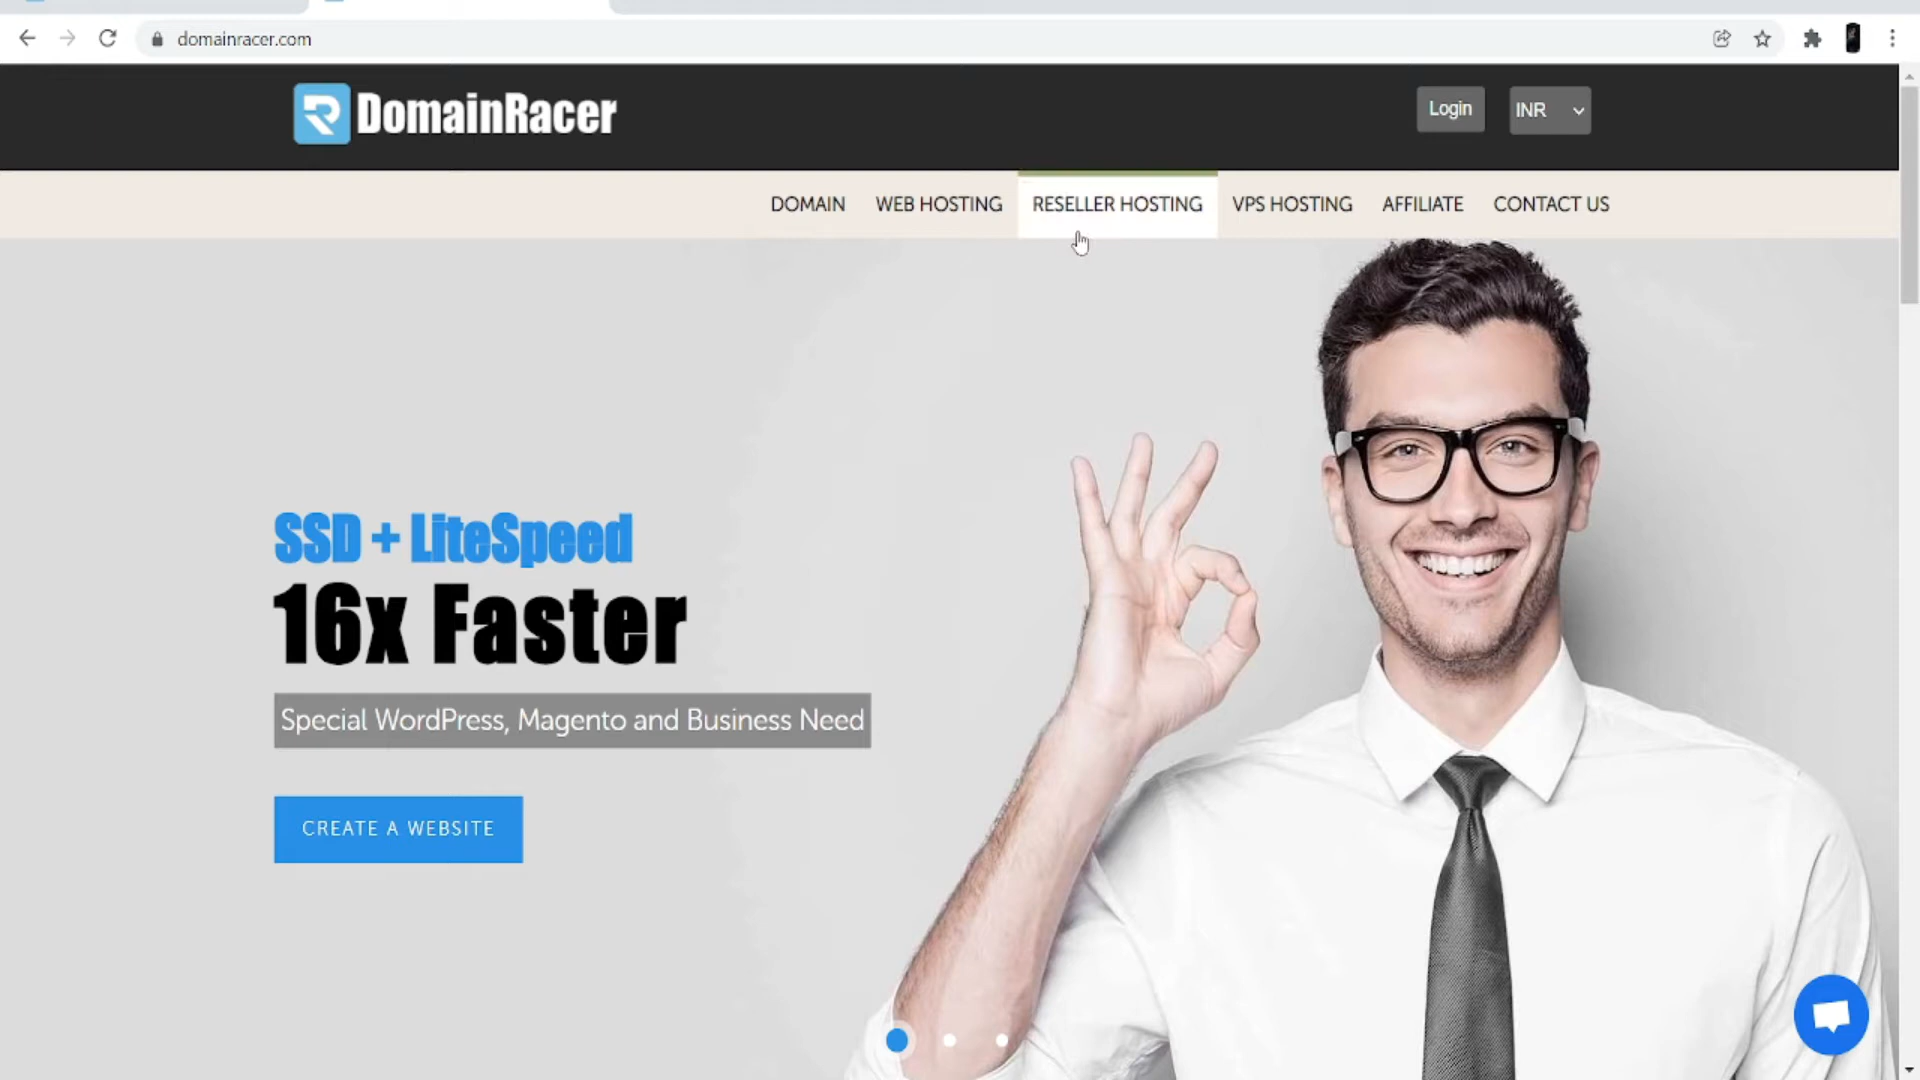 domainracer.com
DomainRacer
Login
INR
DOMAIN WEB HOSTING RESELLER HOSTING VPS HOSTING AFFILIATE CONTACT US
SSD + LiteSpeed
16x Faster
Special WordPress, Magento and Business Need
CREATE A WEBSITE